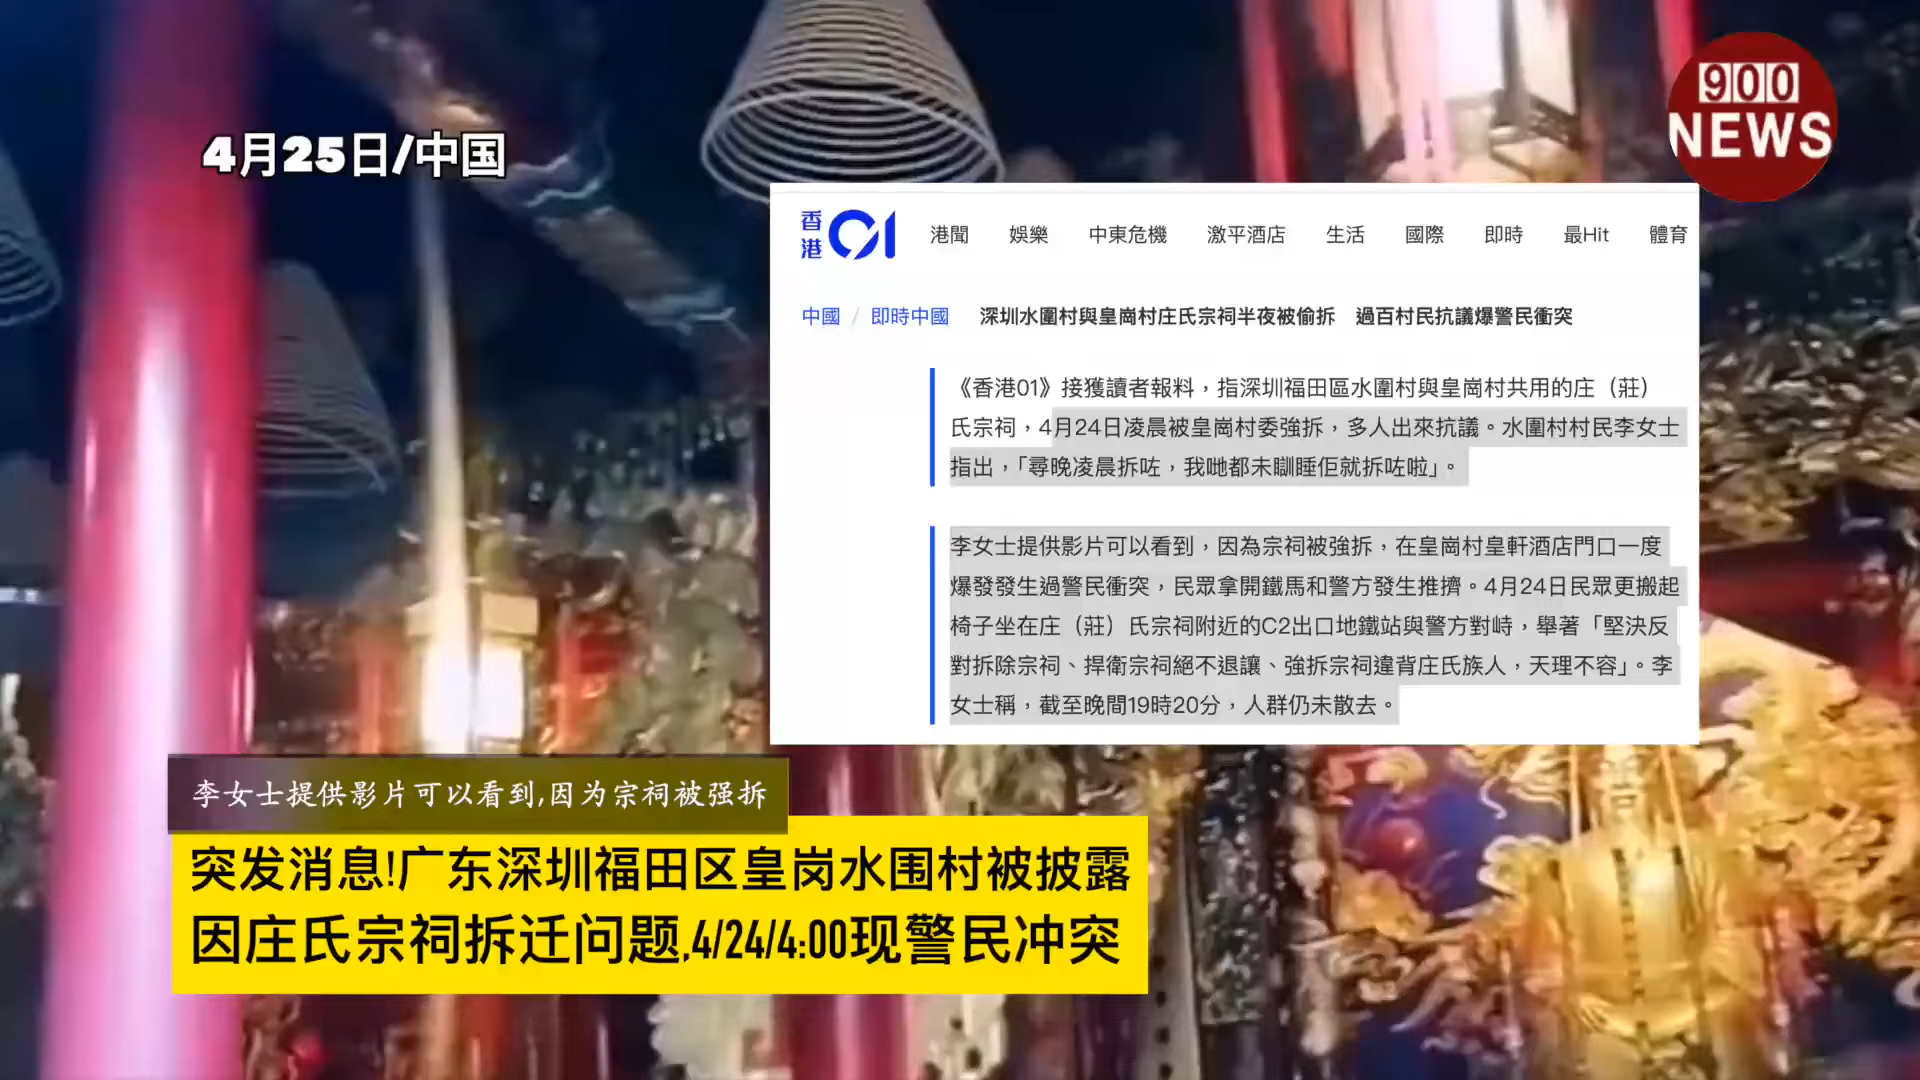 900
NEWS
4月25日/中国
香港01
港聞 娛樂 中東危機 激平酒店 生活 國際 即時 最Hit 體育
中國 / 即時中國 深圳水圍村與皇崗村庄氏宗祠半夜被偷拆 過百村民抗議爆警民衝突
《香港01》接獲讀者報料，指深圳福田區水圍村與皇崗村共用的庄（莊）
氏宗祠，4月24日凌晨被皇崗村委強拆，多人出來抗議。水圍村村民李女士
指出，「尋晚凌晨拆咗，我哋都未瞓睡佢就拆咗啦」。
李女士提供影片可以看到，因為宗祠被強拆，在皇崗村皇軒酒店門口一度
爆發發生過警民衝突，民眾拿開鐵馬和警方發生推擠。4月24日民眾更搬起
椅子坐在庄（莊）氏宗祠附近的C2出口地鐵站與警方對峙，舉著「堅決反
對拆除宗祠、捍衛宗祠絕不退讓、強拆宗祠違背庄氏族人，天理不容」。李
女士稱，截至晚間19時20分，人群仍未散去。
李女士提供影片可以看到,因为宗祠被强拆
突发消息!广东深圳福田区皇岗水围村被披露
因庄氏宗祠拆迁问题,4/24/4:00现警民冲突